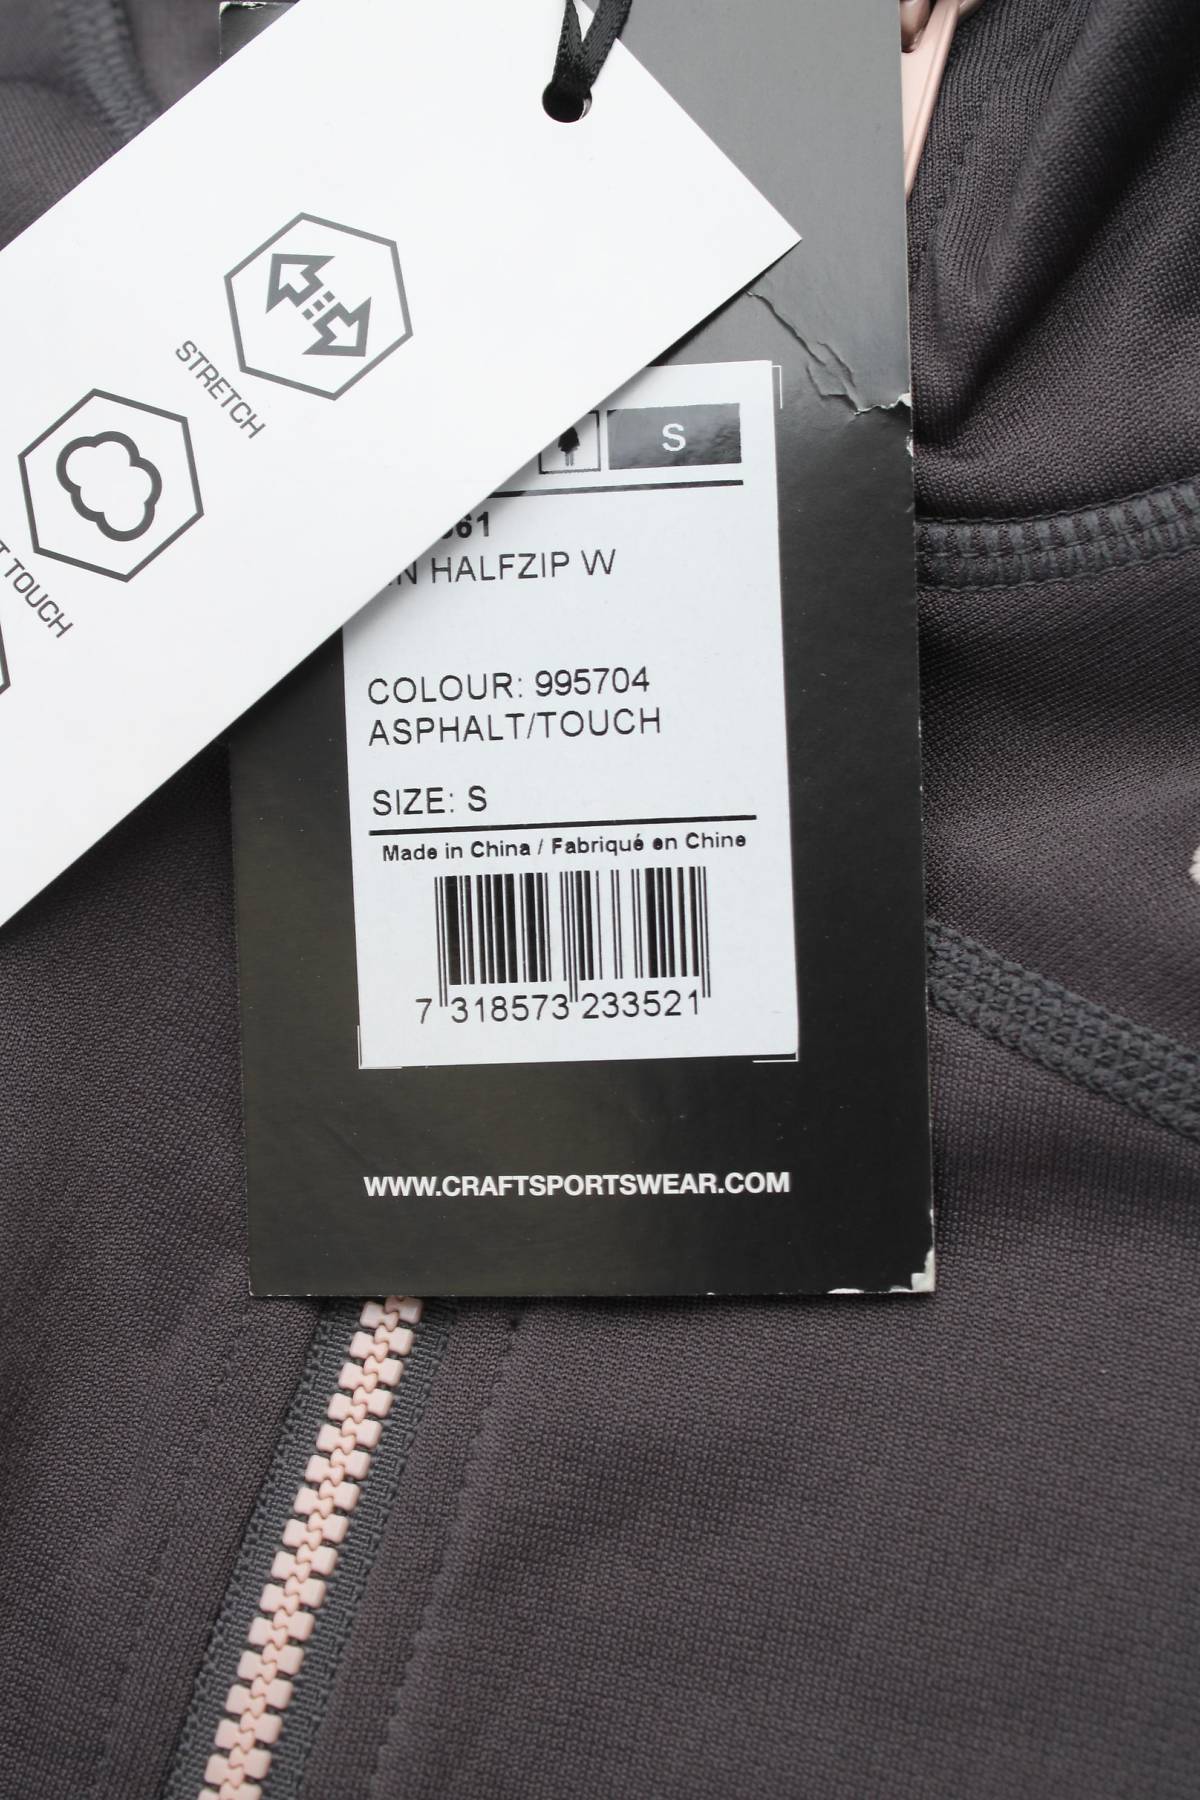 STRETCH
TOUCH
S
HALFZIP W
COLOUR: 995704
ASPHALT/TOUCH
SIZE: S
Made in China / Fabriqué en Chine
7 318573 233521
WWW.CRAFTSPORTSWEAR.COM